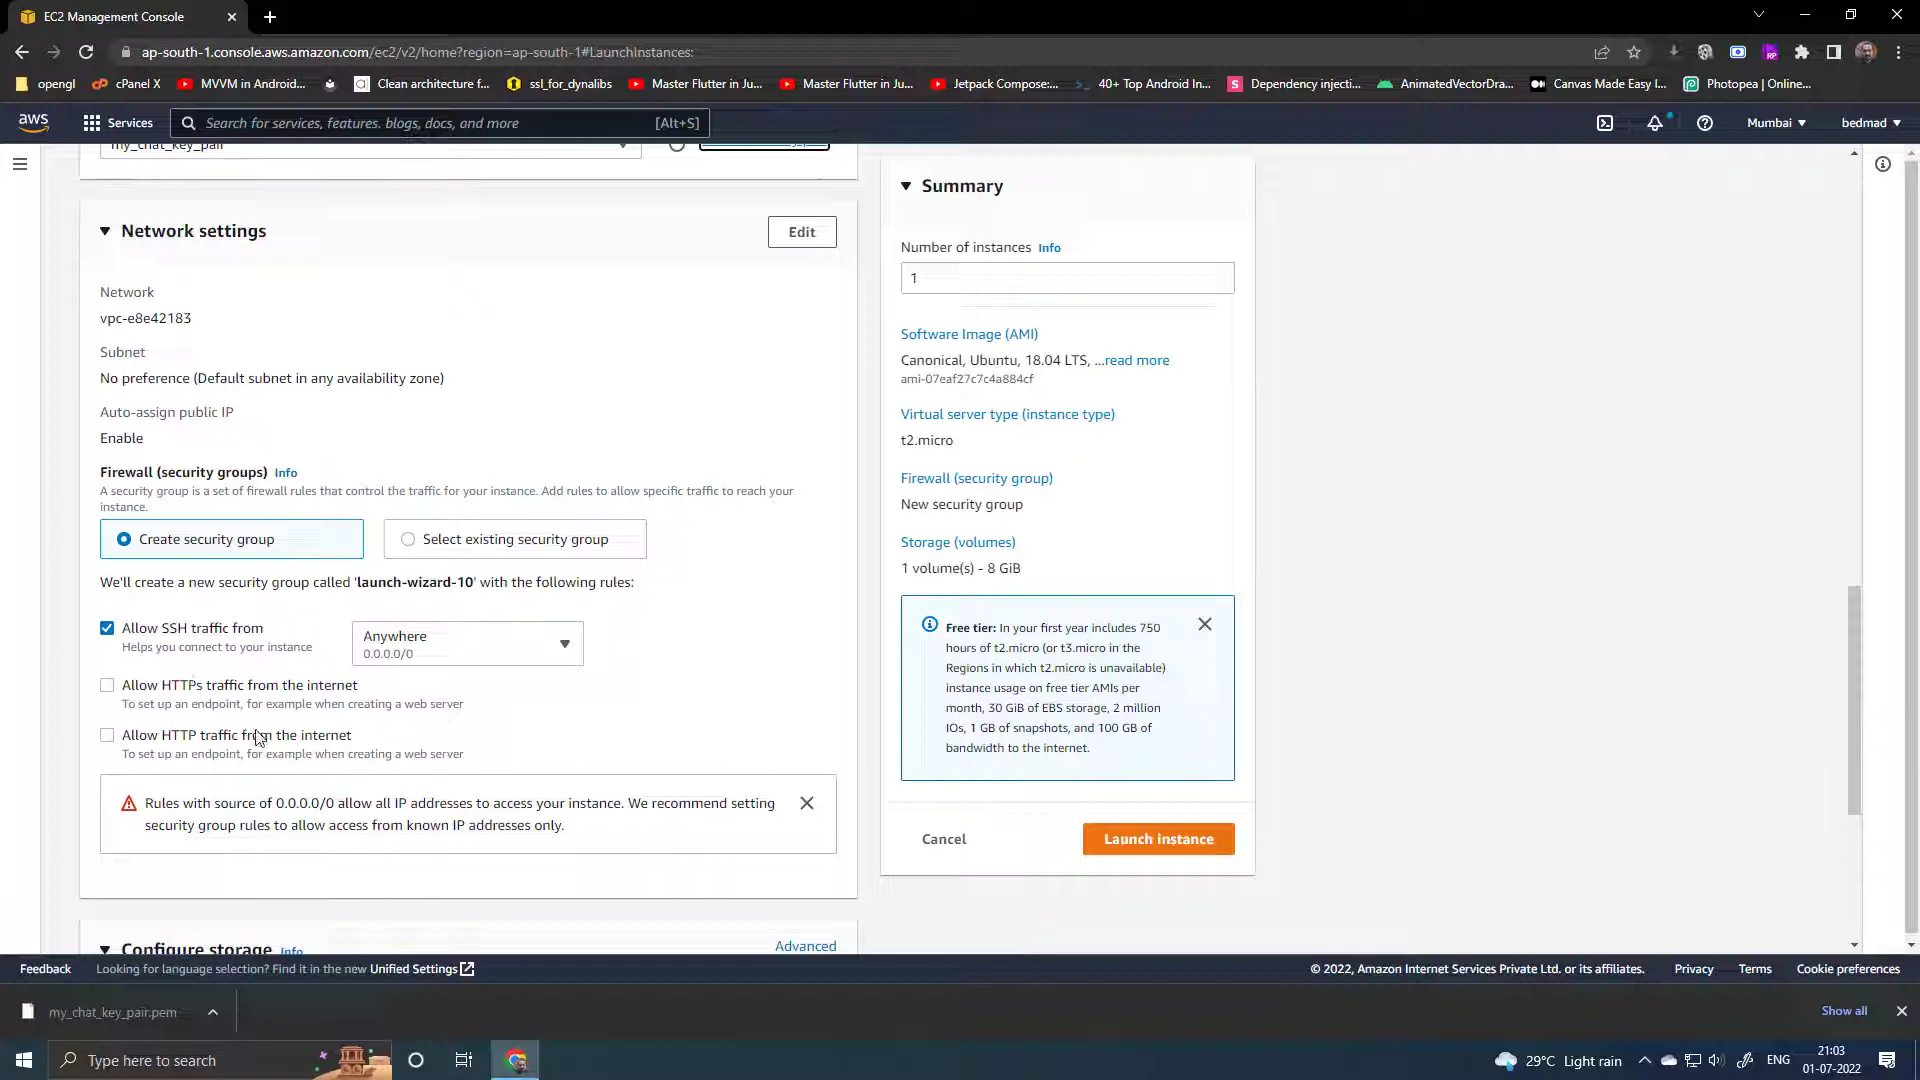 EC2 Management Console
ap-south-1.console.aws.amazon.com/ec2/v2/home?region=ap-south-1#LaunchInstances:
opengl
cPanel X
MVVM in Android...
Clean architecture f...
ssl_for_dynalibs
Master Flutter in Ju...
Master Flutter in Ju...
Jetpack Compose:...
40+ Top Android In...
Dependency injecti...
AnimatedVectorDra...
Canvas Made Easy I...
Photopea | Online...
aws
Services
Search for services, features. blogs, docs, and more
[Alt+S]
Mumbai
bedmad
my_chat_key_pair
Network settings
Edit
Network
vpc-e8e42183
Subnet
No preference (Default subnet in any availability zone)
Auto-assign public IP
Enable
Firewall (security groups) Info
A security group is a set of firewall rules that control the traffic for your instance. Add rules to allow specific traffic to reach your
instance.
Create security group
Select existing security group
We'll create a new security group called 'launch-wizard-10' with the following rules:
Allow SSH traffic from
Helps you connect to your instance
Anywhere
0.0.0.0/0
Allow HTTPs traffic from the internet
To set up an endpoint, for example when creating a web server
Allow HTTP traffic from the internet
To set up an endpoint, for example when creating a web server
Rules with source of 0.0.0.0/0 allow all IP addresses to access your instance. We recommend setting
security group rules to allow access from known IP addresses only.
Configure storage Info
Advanced
Summary
Number of instances Info
1
Software Image (AMI)
Canonical, Ubuntu, 18.04 LTS, ...read more
ami-07eaf27c7c4a884cf
Virtual server type (instance type)
t2.micro
Firewall (security group)
New security group
Storage (volumes)
1 volume(s) - 8 GiB
Free tier: In your first year includes 750
hours of t2.micro (or t3.micro in the
Regions in which t2.micro is unavailable)
instance usage on free tier AMIs per
month, 30 GiB of EBS storage, 2 million
IOs, 1 GB of snapshots, and 100 GB of
bandwidth to the internet.
Cancel
Launch instance
Feedback
Looking for language selection? Find it in the new Unified Settings
© 2022, Amazon Internet Services Private Ltd. or its affiliates.
Privacy
Terms
Cookie preferences
my_chat_key_pair.pem
Show all
Type here to search
29°C Light rain
ENG
21:03
01-07-2022